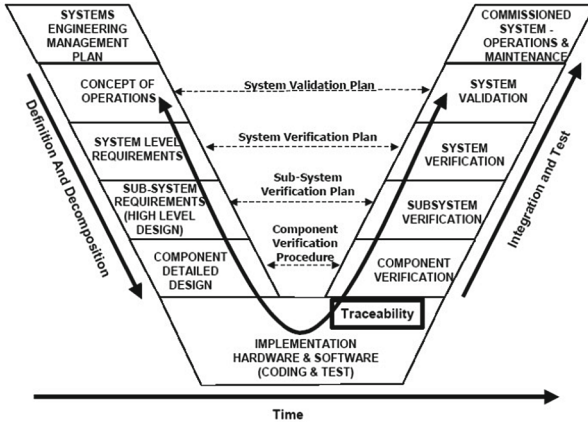 SYSTEMS
ENGINEERING
MANAGEMENT
PLAN
COMMISSIONED
SYSTEM -
OPERATIONS &
MAINTENANCE
CONCEPT OF
OPERATIONS
System Validation Plan
SYSTEM
VALIDATION
SYSTEM LEVEL
REQUIREMENTS
System Verification Plan
SYSTEM
VERIFICATION
SUB-SYSTEM
REQUIREMENTS
(HIGH LEVEL
DESIGN)
Sub-System
Verification Plan
SUBSYSTEM
VERIFICATION
COMPONENT
DETAILED
DESIGN
Component
Verification
Procedure
COMPONENT
VERIFICATION
Definition And Decomposition
Integration and Test
Traceability
IMPLEMENTATION
HARDWARE & SOFTWARE
(CODING & TEST)
Time